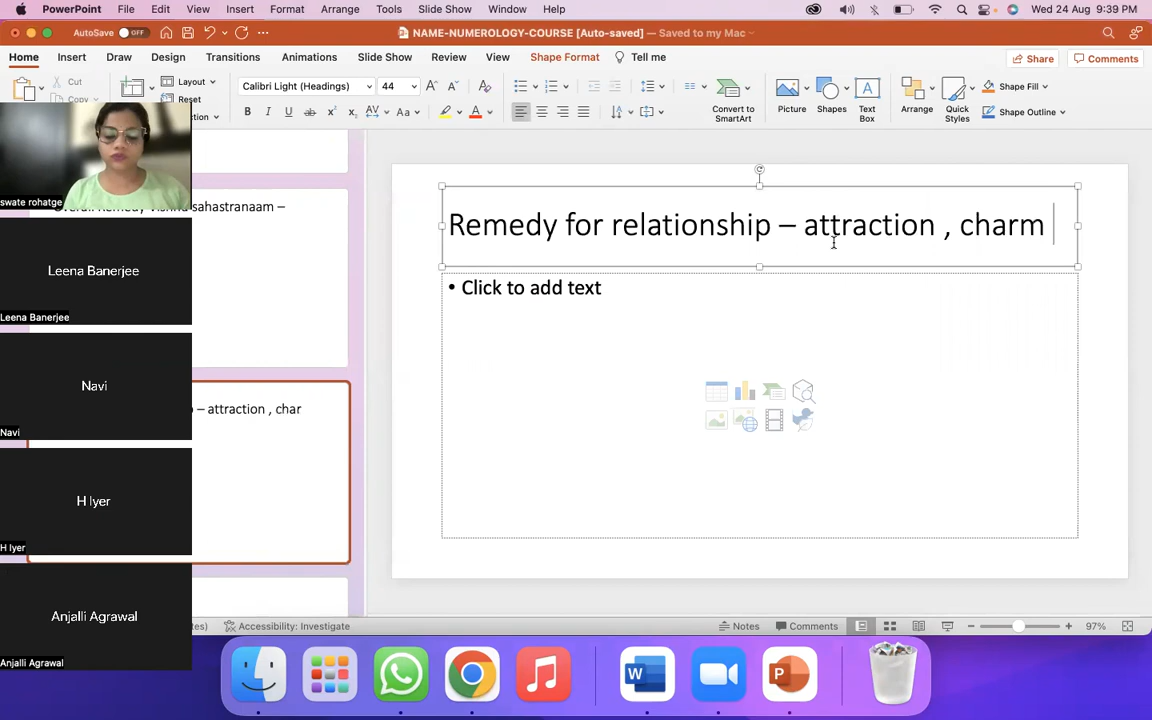 PowerPoint File Edit View Insert Format Arrange Tools Slide Show Window Help Wed 24 Aug 9:39 PM
AutoSave OFF NAME-NUMEROLOGY-COURSE [Auto-saved] — Saved to my Mac
Home Insert Draw Design Transitions Animations Slide Show Review View Shape Format Tell me Share Comments
Cut Copy Layout Reset Calibri Light (Headings) 44 Convert to SmartArt Picture Shapes Text Box Arrange Quick Styles Shape Fill Shape Outline
swate rohatge
sahastranaam –
Leena Banerjee
Leena Banerjee
Navi
Navi
– attraction , char
H Iyer
H Iyer
Anjalli Agrawal
Anjalli Agrawal
Remedy for relationship – attraction , charm
• Click to add text
Accessibility: Investigate Notes Comments 97%